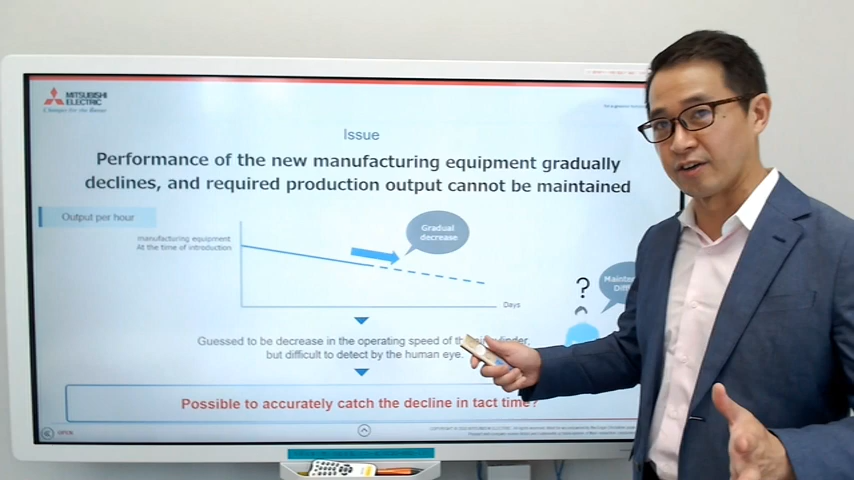 MITSUBISHI
ELECTRIC
Changes for the Better
Issue
Performance of the new manufacturing equipment gradually
declines, and required production output cannot be maintained
Output per hour
manufacturing equipment
At the time of introduction
Gradual
decrease
Days
?
Guessed to be decrease in the operating speed of
but difficult to detect by the human eye.
Possible to accurately catch the decline in tact time?